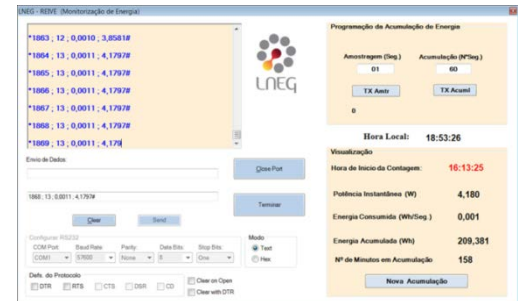 LNEG - REIVE (Monitorização de Energia)
*1863 ; 12 ; 0,0010 ; 3,8581#
*1864 ; 13 ; 0,0011 ; 4,1797#
*1865 ; 13 ; 0,0011 ; 4,1797#
*1866 ; 13 ; 0,0011 ; 4,1797#
*1867 ; 13 ; 0,0011 ; 4,1797#
*1868 ; 13 ; 0,0011 ; 4,1797#
*1869 ; 13 ; 0,0011 ; 4,179
LNEG
Envio de Dados:
Close Port
1868 ; 13 ; 0,0011 ; 4,1797#
Terminar
Clear
Send
Configurar RS232
COM Port:
Baud Rate:
Parity:
Data Bits:
Stop Bits:
COM1
57600
None
8
One
Modo
Text
Hex
Defs. do Protocolo
DTR
RTS
CTS
DSR
CD
Clear on Open
Clear with DTR
Programação da Acumulação de Energia
Amostragem (Seg.)
Acumulação (NºSeg.)
01
60
TX Amtr
TX Acuml
0
Hora Local:
18:53:26
Visualização
Hora de Inicio da Contagem:
16:13:25
Potência Instantânea (W)
4,180
Energia Consumida (Wh/Seg.)
0,001
Energia Acumulada (Wh)
209,381
Nº de Minutos em Acumulação
158
Nova Acumulação